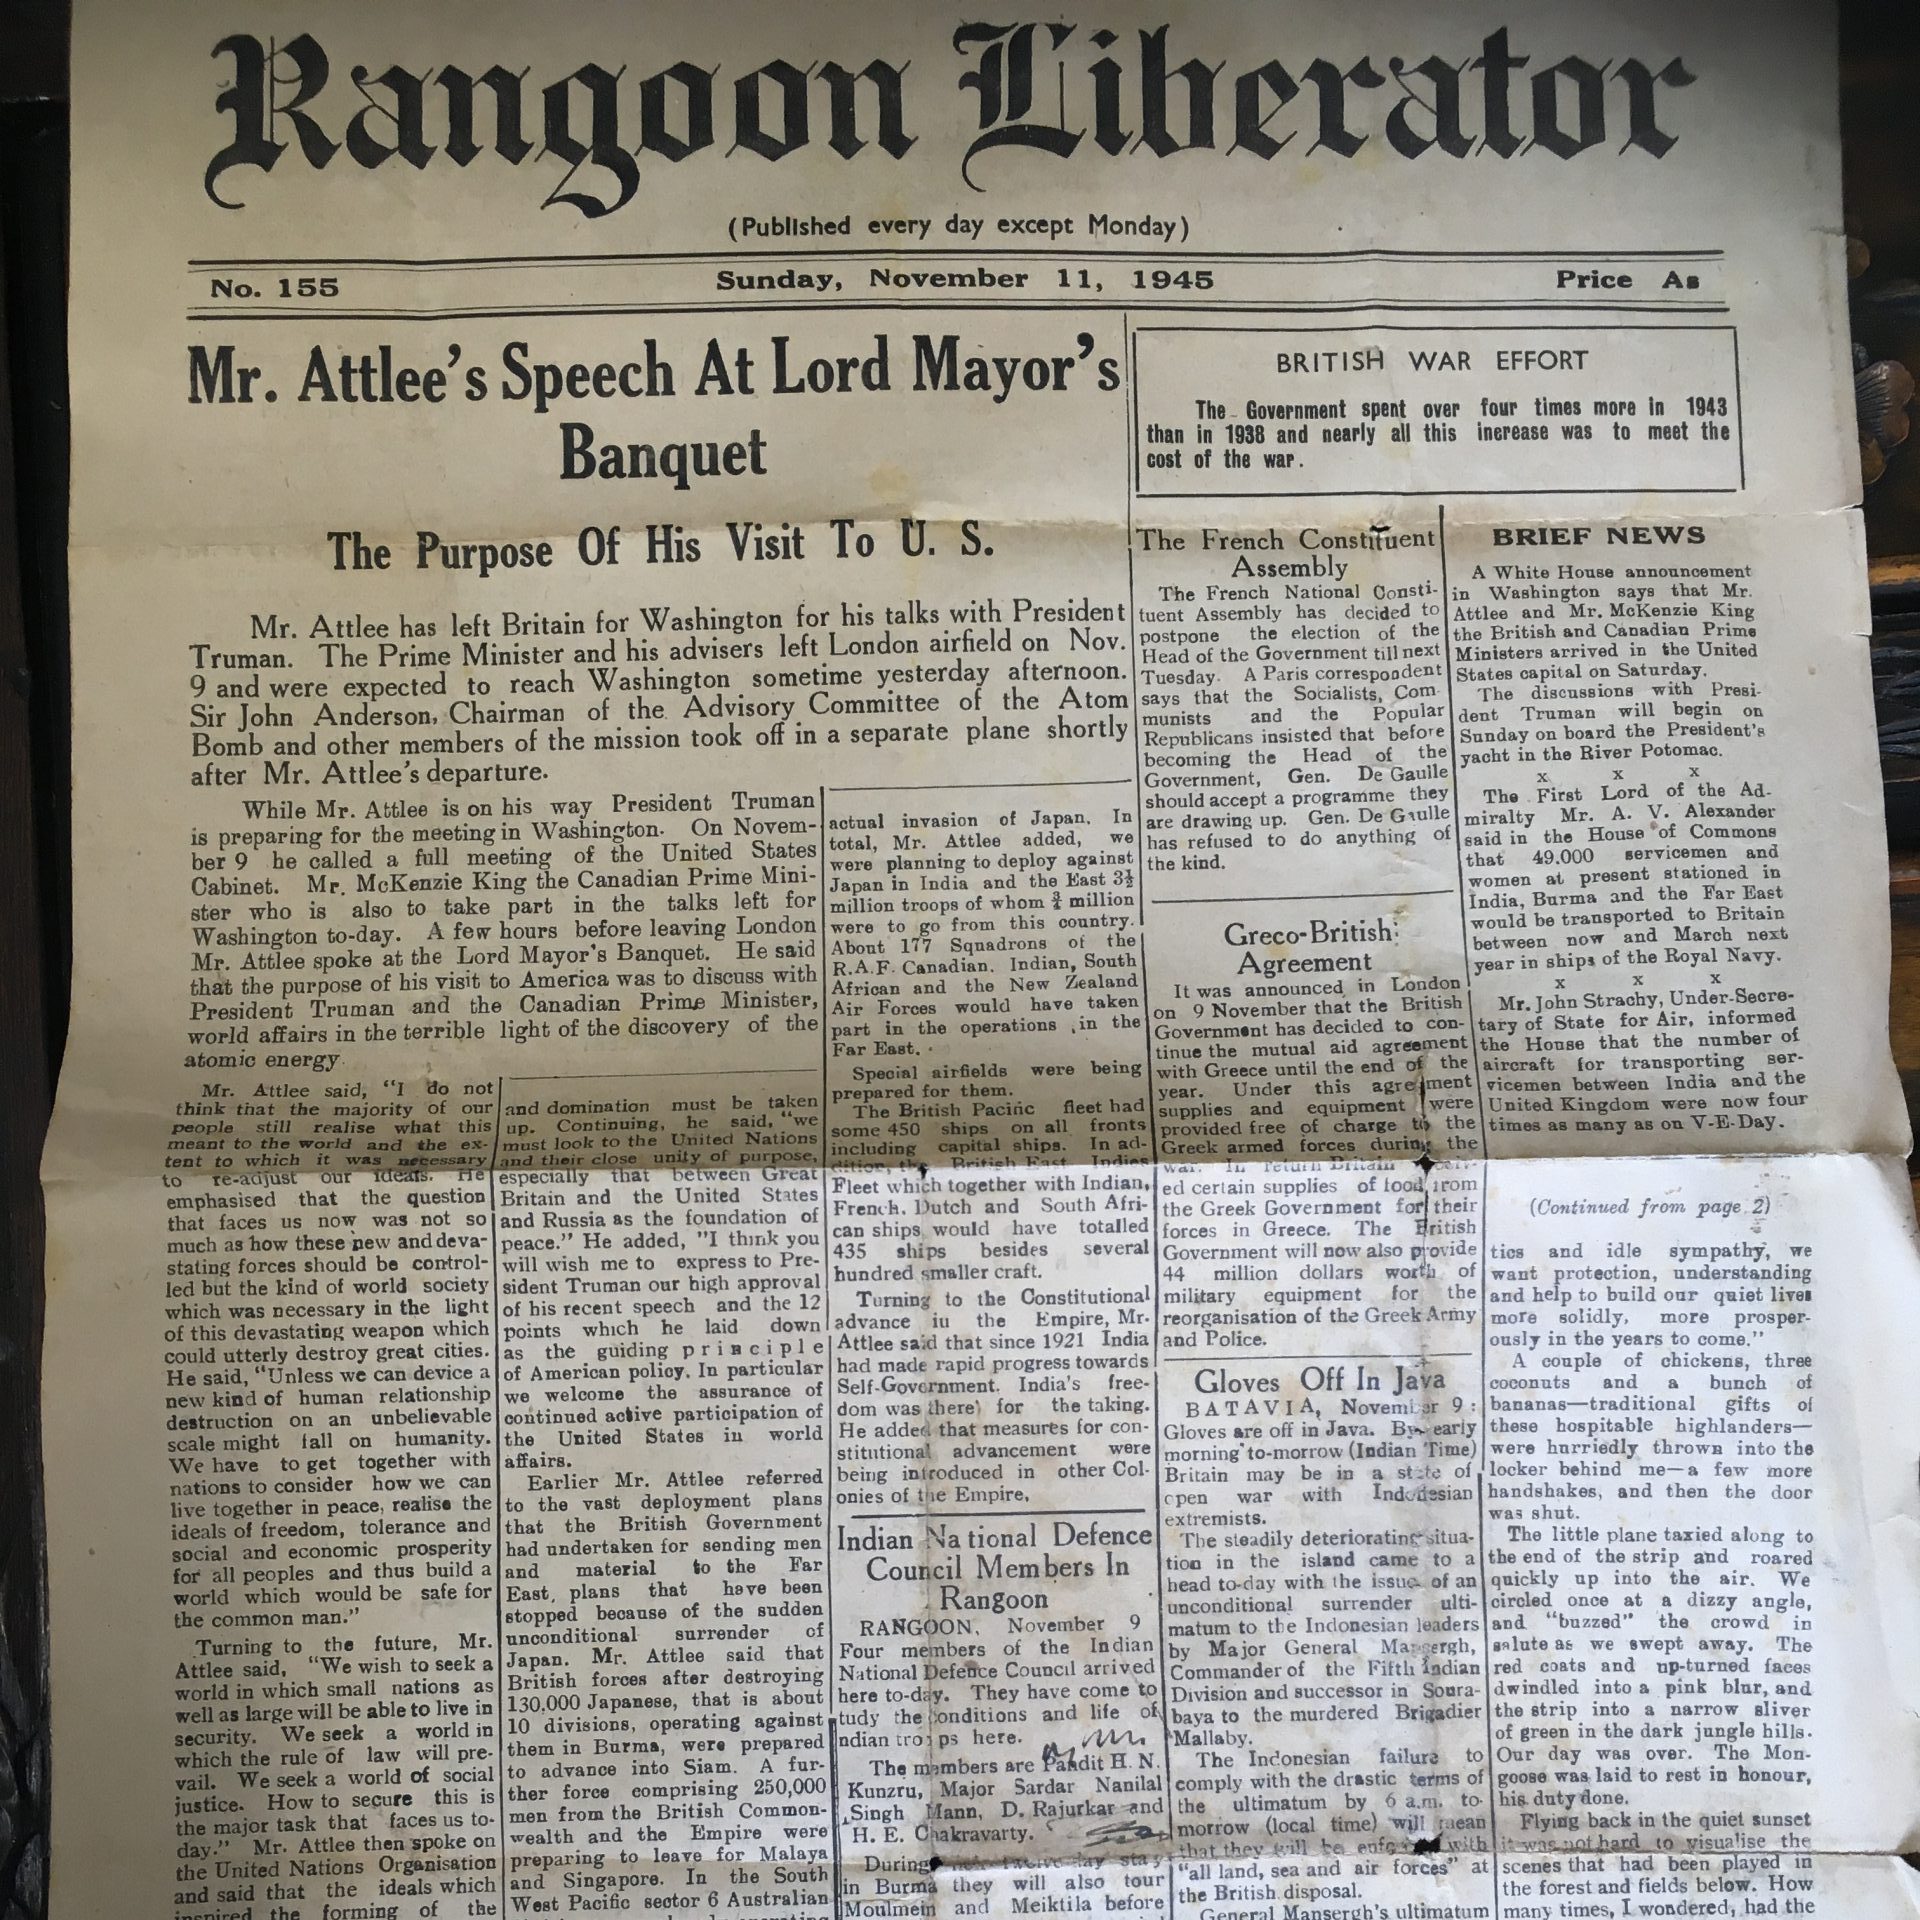 Rangoon Liberator
(Published every day except Monday)
No. 155
Sunday, November 11, 1945
Price As
Mr. Attlee's Speech At Lord Mayor's
Banquet
The Purpose Of His Visit To U. S.
Mr. Attlee has left Britain for Washington for his talks with President
Truman. The Prime Minister and his advisers left London airfield on Nov.
9 and were expected to reach Washington sometime yesterday afternoon.
Sir John Anderson, Chairman of the Advisory Committee of the Atom
Bomb and other members of the mission took off in a separate plane shortly
after Mr. Attlee's departure.
While Mr. Attlee is on his way President Truman
is preparing for the meeting in Washington. On Novem-
ber 9 he called a full meeting of the United States
Cabinet. Mr. McKenzie King the Canadian Prime Mini-
ster who is also to take part in the talks left for
Washington to-day. A few hours before leaving London
Mr. Attlee spoke at the Lord Mayor's Banquet. He said
that the purpose of his visit to America was to discuss with
President Truman and the Canadian Prime Minister,
world affairs in the terrible light of the discovery of the
atomic energy.
Mr. Attlee said, "I do not
think that the majority of our
people still realise what this
meant to the world and the ex-
tent to which it was necessary
to re-adjust our ideals. He
emphasised that the question
that faces us now was not so
much as how these new and deva-
stating forces should be control-
led but the kind of world society
which was necessary in the light
of this devastating weapon which
could utterly destroy great cities.
He said, "Unless we can device a
new kind of human relationship
destruction on an unbelievable
scale might fall on humanity.
We have to get together with
nations to consider how we can
live together in peace, realise the
ideals of freedom, tolerance and
social and economic prosperity
for all peoples and thus build a
world which would be safe for
the common man."
Turning to the future, Mr.
Attlee said, "We wish to seek a
world in which small nations as
well as large will be able to live in
security. We seek a world in
which the rule of law will pre-
vail. We seek a world of social
justice. How to secure this is
the major task that faces us to-
day." Mr. Attlee then spoke on
the United Nations Organisation
and said that the ideals which
inspired the forming of the
and domination must be taken
up. Continuing, he said, "we
must look to the United Nations
and their close unity of purpose,
especially that between Great
Britain and the United States
and Russia as the foundation of
peace." He added, "I think you
will wish me to express to Pre-
sident Truman our high approval
of his recent speech and the 12
points which he laid down
as the guiding principle
of American policy. In particular
we welcome the assurance of
continued active participation of
the United States in world
affairs.
Earlier Mr. Attlee referred
to the vast deployment plans
that the British Government
had undertaken for sending men
and material to the Far
East, plans that have been
stopped because of the sudden
unconditional surrender of
Japan. Mr. Attlee said that
British forces after destroying
130,000 Japanese, that is about
10 divisions, operating against
them in Burma, were prepared
to advance into Siam. A fur-
ther force comprising 250,000
men from the British Common-
wealth and the Empire were
preparing to leave for Malaya
and Singapore. In the South
West Pacific sector 6 Australian
actual invasion of Japan. In
total, Mr. Attlee added, we
were planning to deploy against
Japan in India and the East 3½
million troops of whom ¾ million
were to go from this country.
About 177 Squadrons of the
R.A.F. Canadian. Indian, South
African and the New Zealand
Air Forces would have taken
part in the operations in the
Far East.
Special airfields were being
prepared for them.
The British Pacific fleet had
some 450 ships on all fronts
including capital ships. In ad-
dition, the British East Indies
Fleet which together with Indian,
French, Dutch and South Afri-
can ships would have totalled
435 ships besides several
hundred smaller craft.
Turning to the Constitutional
advance iu the Empire, Mr.
Attlee said that since 1921 India
had made rapid progress towards
Self-Government. India's free-
dom was there for the taking.
He added that measures for con-
stitutional advancement were
being introduced in other Col-
onies of the Empire.
Indian National Defence
Council Members In
Rangoon
RANGOON, November 9
Four members of the Indian
National Defence Council arrived
here to-day. They have come to
tudy the conditions and life of
ndian troops here.
The members are Pandit H. N.
Kunzru, Major Sardar Nanilal
Singh Mann, D. Rajurkar and
H. E. Chakravarty.
During their twelve day stay
in Burma they will also tour
Moulmein and Meiktila before
BRITISH WAR EFFORT
The Government spent over four times more in 1943
than in 1938 and nearly all this increase was to meet the
cost of the war.
The French Constituent
Assembly
The French National Consti-
tuent Assembly has decided to
postpone the election of the
Head of the Government till next
Tuesday. A Paris correspondent
says that the Socialists, Com-
munists and the Popular
Republicans insisted that before
becoming the Head of the
Government, Gen. De Gaulle
should accept a programme they
are drawing up. Gen. De Gaulle
has refused to do anything of
the kind.
Greco-British
Agreement
It was announced in London
on 9 November that the British
Government has decided to con-
tinue the mutual aid agreement
with Greece until the end of the
year. Under this agreement
supplies and equipment were
provided free of charge to the
Greek armed forces during the
war. In return Britain receiv-
ed certain supplies of food from
the Greek Government for their
forces in Greece. The British
Government will now also provide
44 million dollars worth of
military equipment for the
reorganisation of the Greek Army
and Police.
Gloves Off In Java
BATAVIA, November 9:
Gloves are off in Java. By early
morning to-morrow (Indian Time)
Britain may be in a state of
open war with Indonesian
extremists.
The steadily deteriorating situa-
tion in the island came to a
head to-day with the issue of an
unconditional surrender ulti-
matum to the Indonesian leaders
by Major General Mansergh,
Commander of the Fifth Indian
Division and successor in Soura-
baya to the murdered Brigadier
Mallaby.
The Indonesian failure to
comply with the drastic terms of
the ultimatum by 6 a.m. to-
morrow (local time) will mean
that they will be enforced with
"all land, sea and air forces" at
the British disposal.
General Mansergh's ultimatum
BRIEF NEWS
A White House announcement
in Washington says that Mr.
Attlee and Mr. McKenzie King
the British and Canadian Prime
Ministers arrived in the United
States capital on Saturday.
The discussions with Presi-
dent Truman will begin on
Sunday on board the President's
yacht in the River Potomac.
x x x
The First Lord of the Ad-
miralty Mr. A. V. Alexander
said in the House of Commons
that 49,000 servicemen and
women at present stationed in
India, Burma and the Far East
would be transported to Britain
between now and March next
year in ships of the Royal Navy.
x x x
Mr. John Strachy, Under-Secre-
tary of State for Air, informed
the House that the number of
aircraft for transporting ser-
vicemen between India and the
United Kingdom were now four
times as many as on V-E-Day.
(Continued from page 2)
tics and idle sympathy, we
want protection, understanding
and help to build our quiet lives
more solidly, more prosper-
ously in the years to come."
A couple of chickens, three
coconuts and a bunch of
bananas—traditional gifts of
these hospitable highlanders—
were hurriedly thrown into the
locker behind me—a few more
handshakes, and then the door
was shut.
The little plane taxied along to
the end of the strip and roared
quickly up into the air. We
circled once at a dizzy angle,
and "buzzed" the crowd in
salute as we swept away. The
red coats and up-turned faces
dwindled into a pink blur, and
the strip into a narrow sliver
of green in the dark jungle hills.
Our day was over. The Mon-
goose was laid to rest in honour,
his duty done.
Flying back in the quiet sunset
it was not hard to visualise the
scenes that had been played in
the forest and fields below. How
many times, I wondered, had the